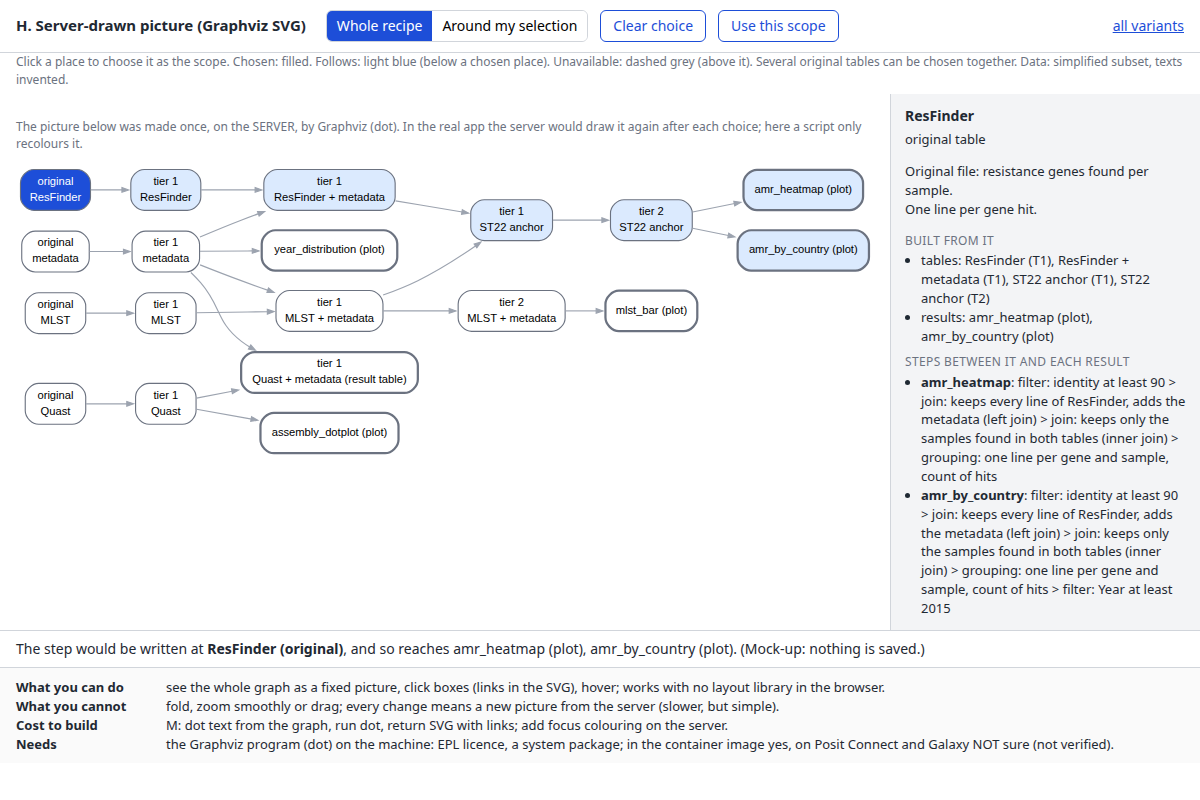 H. Server-drawn picture (Graphviz SVG)
Whole recipe
Around my selection
Clear choice
Use this scope
all variants
Click a place to choose it as the scope. Chosen: filled. Follows: light blue (below a chosen place). Unavailable: dashed grey (above it). Several original tables can be chosen together. Data: simplified subset, texts
invented.
The picture below was made once, on the SERVER, by Graphviz (dot). In the real app the server would draw it again after each choice; here a script only
recolours it.
original
ResFinder
tier 1
ResFinder
tier 1
ResFinder + metadata
amr_heatmap (plot)
tier 1
ST22 anchor
tier 2
ST22 anchor
original
metadata
tier 1
metadata
year_distribution (plot)
amr_by_country (plot)
original
MLST
tier 1
MLST
tier 1
MLST + metadata
tier 2
MLST + metadata
mlst_bar (plot)
tier 1
Quast + metadata (result table)
original
Quast
tier 1
Quast
assembly_dotplot (plot)
ResFinder
original table
Original file: resistance genes found per
sample.
One line per gene hit.
BUILT FROM IT
• tables: ResFinder (T1), ResFinder +
metadata (T1), ST22 anchor (T1), ST22
anchor (T2)
• results: amr_heatmap (plot),
amr_by_country (plot)
STEPS BETWEEN IT AND EACH RESULT
• amr_heatmap: filter: identity at least 90 >
join: keeps every line of ResFinder, adds the
metadata (left join) > join: keeps only the
samples found in both tables (inner join) >
grouping: one line per gene and sample,
count of hits
• amr_by_country: filter: identity at least 90
> join: keeps every line of ResFinder, adds
the metadata (left join) > join: keeps only
the samples found in both tables (inner
join) > grouping: one line per gene and
sample, count of hits > filter: Year at least
2015
The step would be written at ResFinder (original), and so reaches amr_heatmap (plot), amr_by_country (plot). (Mock-up: nothing is saved.)
What you can do see the whole graph as a fixed picture, click boxes (links in the SVG), hover; works with no layout library in the browser.
What you cannot fold, zoom smoothly or drag; every change means a new picture from the server (slower, but simple).
Cost to build M: dot text from the graph, run dot, return SVG with links; add focus colouring on the server.
Needs the Graphviz program (dot) on the machine: EPL licence, a system package; in the container image yes, on Posit Connect and Galaxy NOT sure (not verified).